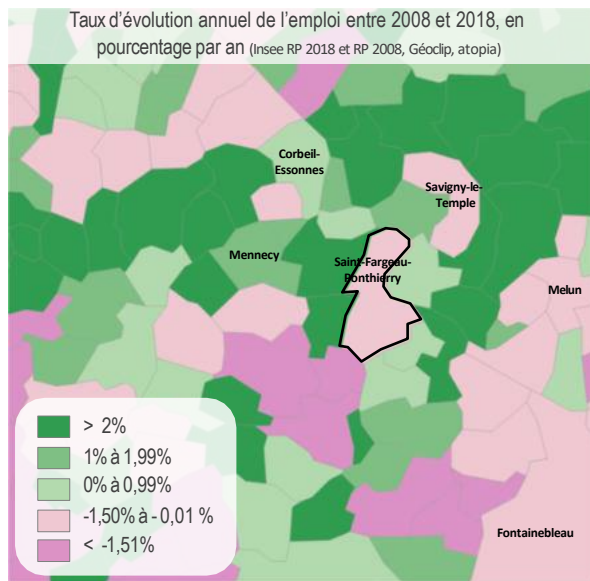 Taux d'évolution annuel de l'emploi entre 2008 et 2018, en
pourcentage par an (Insee RP 2018 et RP 2008, Géoclip, atopia)
Corbeil-
Essonnes
Savigny-le-
Temple
Mennecy
Saint-Fargeau-
Ponthierry
Melun
> 2%
1% à 1,99%
0% à 0,99%
-1,50% à - 0,01 %
< -1,51%
Fontainebleau